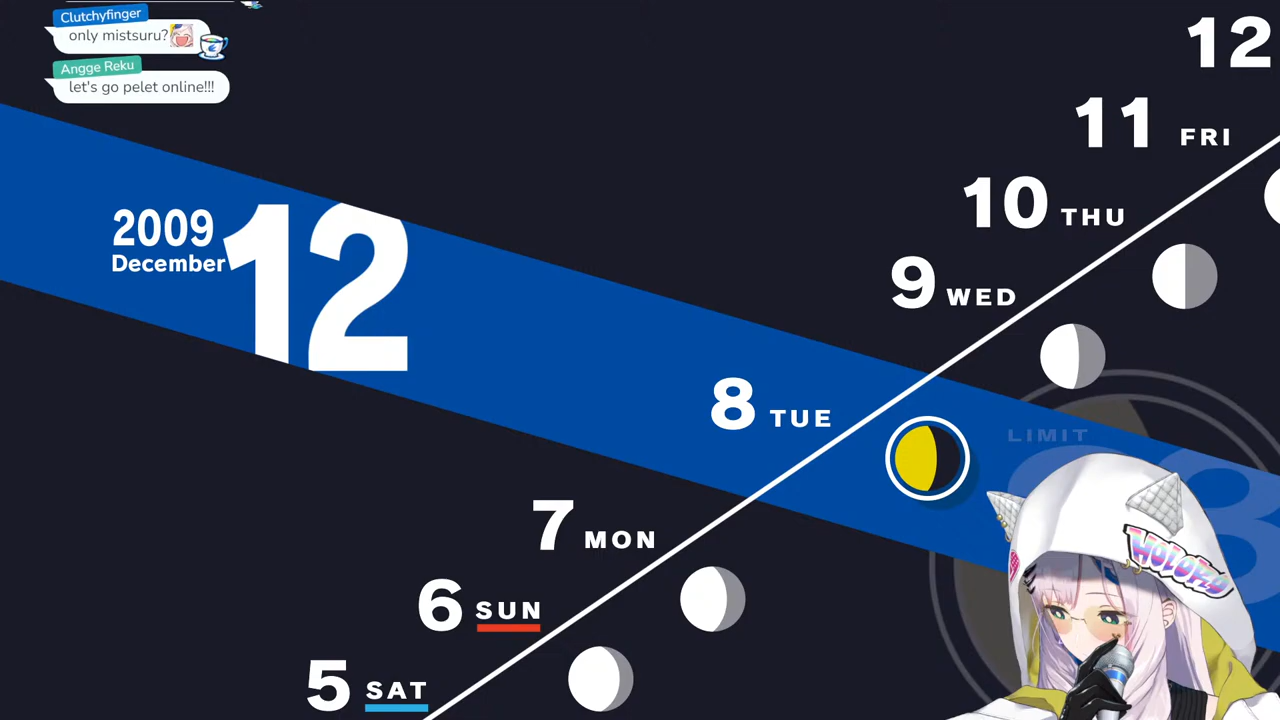 Clutchyfinger
only mistsuru?
Angge Reku
let's go pelet online!!!
12
11 FRI
10 THU
9 WED
2009
December
12
8 TUE
LIMIT
7 MON
6 SUN
5 SAT